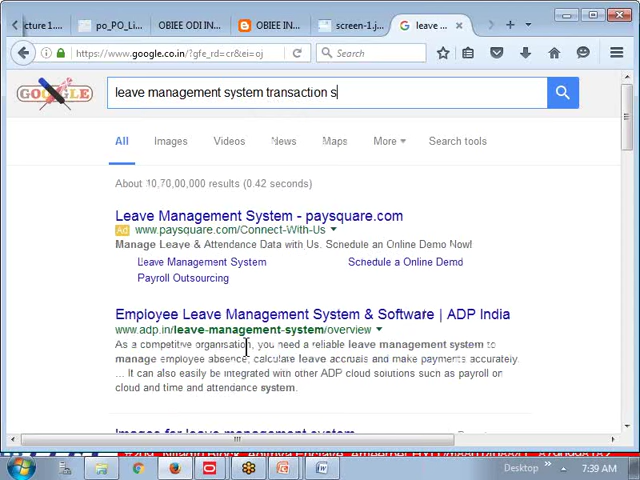 cture 1...
po_PO_Li...
OBIEE ODI IN...
OBIEE IN...
screen-1.j...
leave ...
https://www.google.co.in/?gfe_rd=cr&ei=oj
Search
GOOGLE
leave management system transaction s
All Images Videos News Maps More Search tools
About 10,70,00,000 results (0.42 seconds)
Leave Management System - paysquare.com
Ad www.paysquare.com/Connect-With-Us
Manage Leave & Attendance Data with Us. Schedule an Online Demo Now!
Leave Management System Schedule a Online Demo
Payroll Outsourcing
Employee Leave Management System & Software | ADP India
www.adp.in/leave-management-system/overview
As a competitive organisation, you need a reliable leave management system to
manage employee absence, calculate leave accruals and make payments accurately.
... It can also easily be integrated with other ADP cloud solutions such as payroll on
cloud and time and attendance system.
Images for leave management system
Desktop 7:39 AM